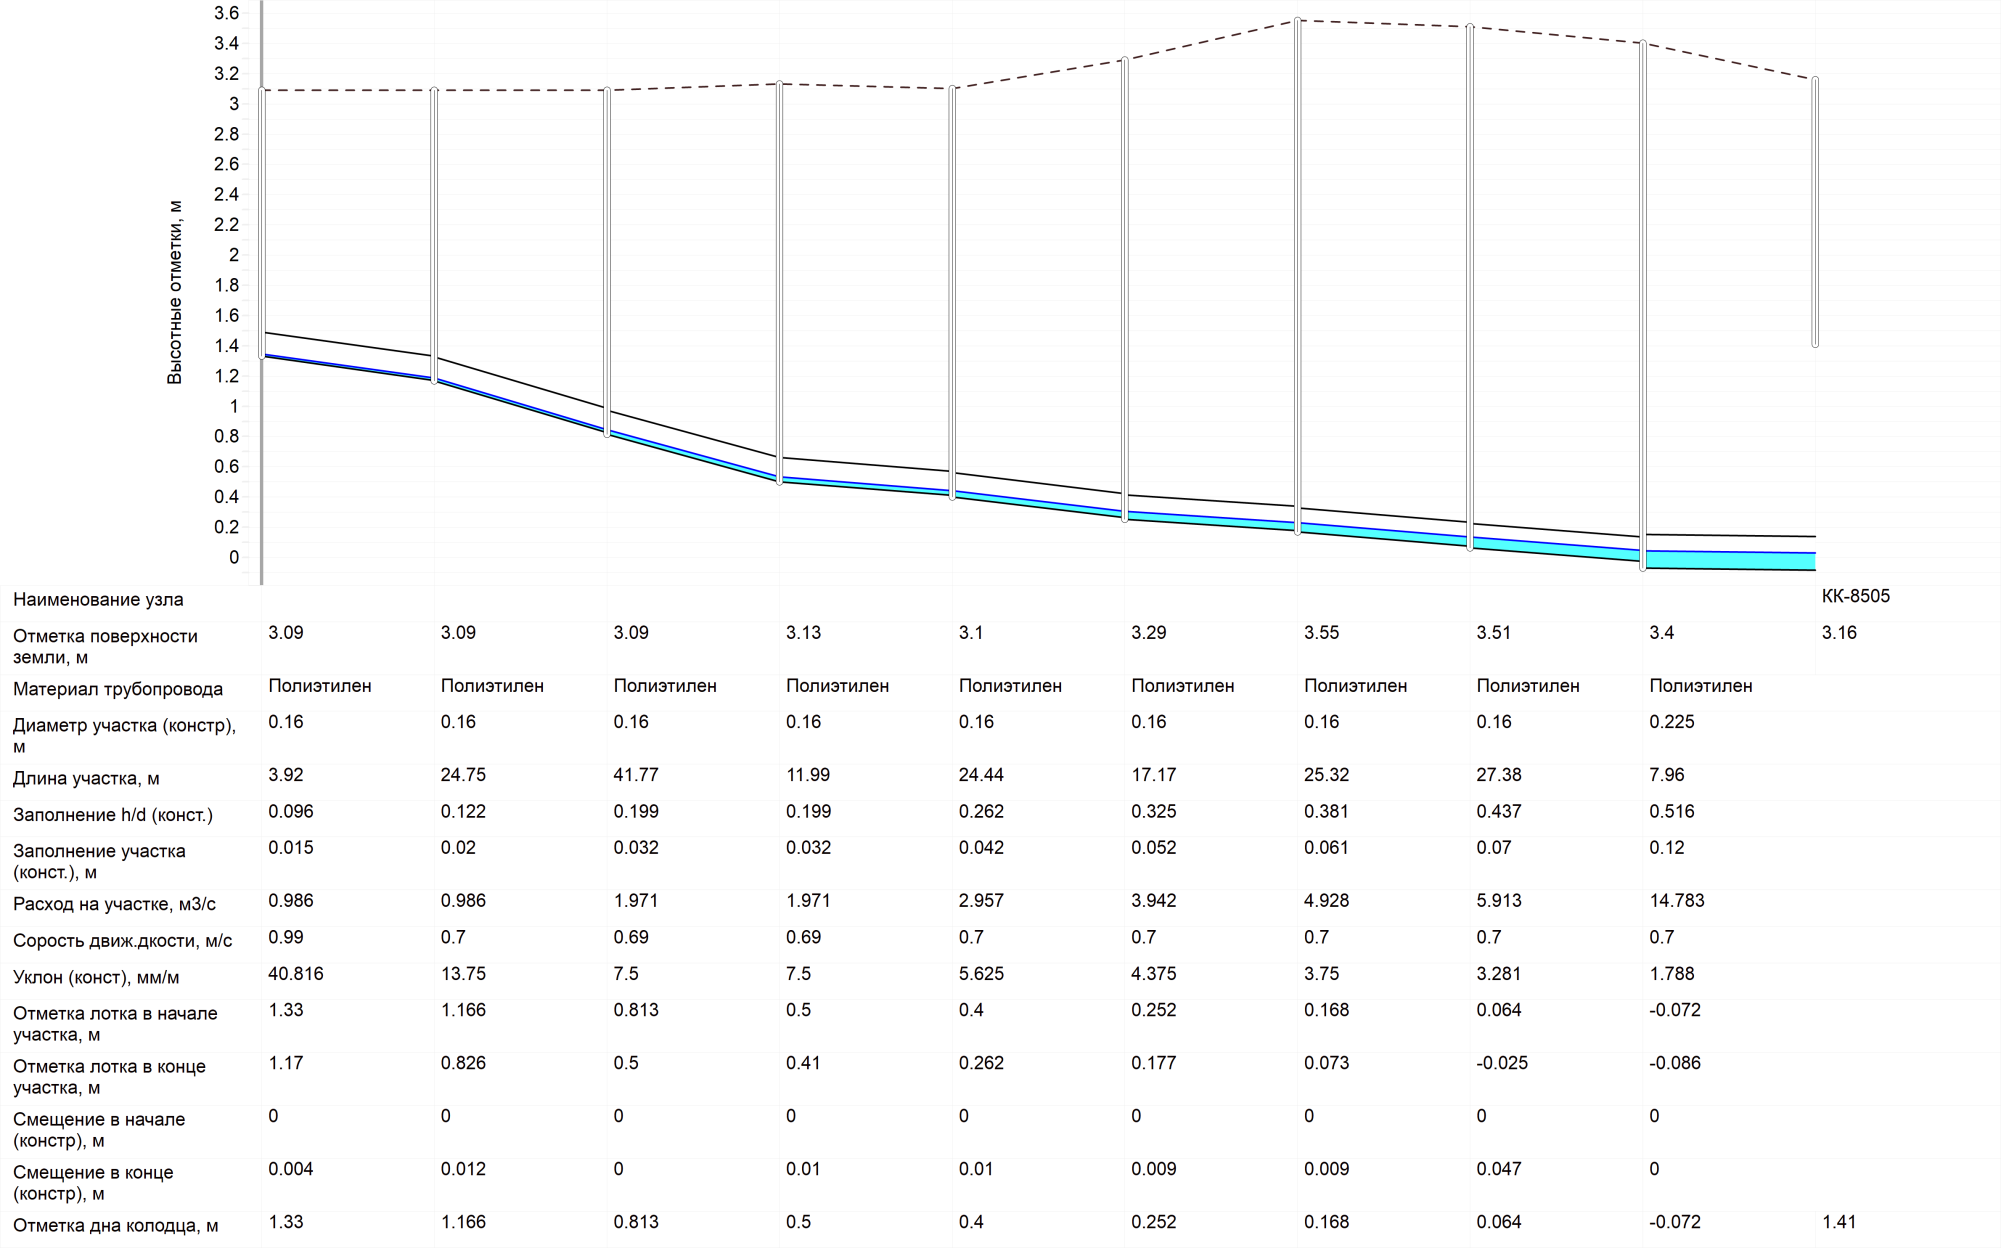 3.6
3.4
3.2
3
2.8
2.6
2.4
2.2
2
1.8
1.6
1.4
1.2
1
0.8
0.6
0.4
0.2
0
Высотные отметки, м
Наименование узла КК-8505
Отметка поверхности
земли, м
3.09 3.09 3.09 3.13 3.1 3.29 3.55 3.51 3.4 3.16
Материал трубопровода Полиэтилен Полиэтилен Полиэтилен Полиэтилен Полиэтилен Полиэтилен Полиэтилен Полиэтилен Полиэтилен
Диаметр участка (констр),
м
0.16 0.16 0.16 0.16 0.16 0.16 0.16 0.16 0.225
Длина участка, м 3.92 24.75 41.77 11.99 24.44 17.17 25.32 27.38 7.96
Заполнение h/d (конст.) 0.096 0.122 0.199 0.199 0.262 0.325 0.381 0.437 0.516
Заполнение участка
(конст.), м
0.015 0.02 0.032 0.032 0.042 0.052 0.061 0.07 0.12
Расход на участке, м3/с 0.986 0.986 1.971 1.971 2.957 3.942 4.928 5.913 14.783
Сорость движ.дкости, м/с 0.99 0.7 0.69 0.69 0.7 0.7 0.7 0.7 0.7
Уклон (конст), мм/м 40.816 13.75 7.5 7.5 5.625 4.375 3.75 3.281 1.788
Отметка лотка в начале
участка, м
1.33 1.166 0.813 0.5 0.4 0.252 0.168 0.064 -0.072
Отметка лотка в конце
участка, м
1.17 0.826 0.5 0.41 0.262 0.177 0.073 -0.025 -0.086
Смещение в начале
(констр), м
0 0 0 0 0 0 0 0 0
Смещение в конце
(констр), м
0.004 0.012 0 0.01 0.01 0.009 0.009 0.047 0
Отметка дна колодца, м 1.33 1.166 0.813 0.5 0.4 0.252 0.168 0.064 -0.072 1.41